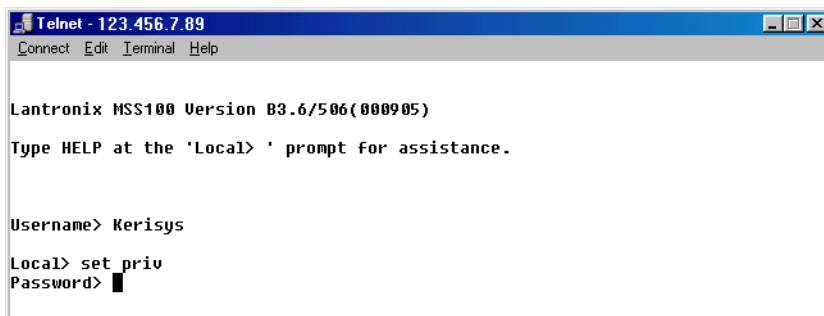 Telnet - 123.456.7.89
Connect Edit Terminal Help
Lantronix MSS100 Version B3.6/506(000905)
Type HELP at the 'Local> ' prompt for assistance.
Username> Kerisys
Local> set priv
Password>